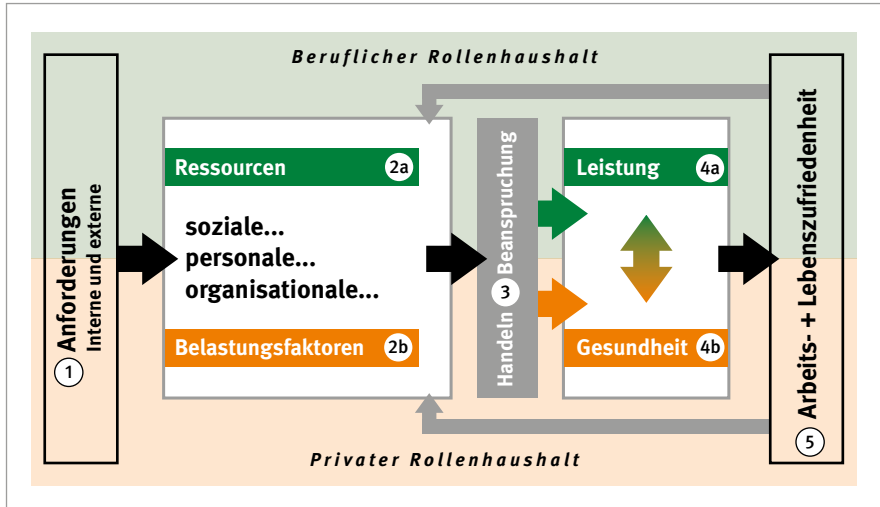 Beruflicher Rollenhaushalt
1 Anforderungen
Interne und externe
Ressourcen 2a
soziale...
personale...
organisationale...
Belastungsfaktoren 2b
Handeln 3 Beanspruchung
Leistung 4a
Gesundheit 4b
5 Arbeits- + Lebenszufriedenheit
Privater Rollenhaushalt